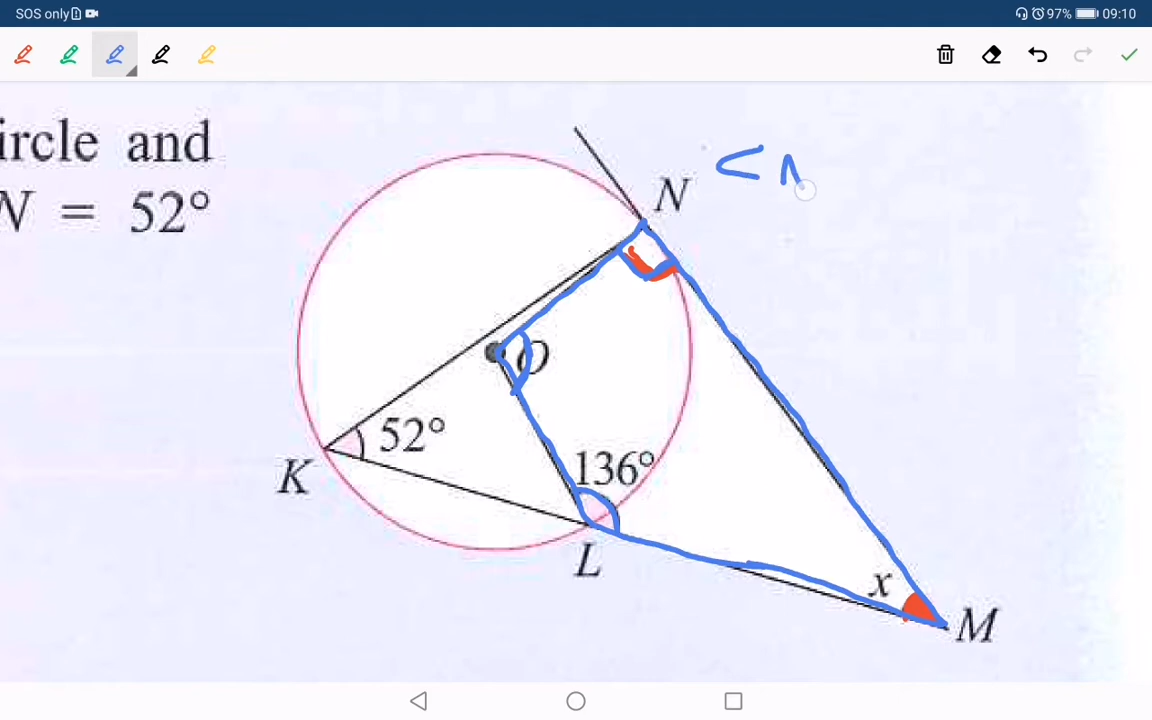 SOS only 97% 09:10
ircle and
N = 52°
N < n
O
52°
136°
K
L
x
M